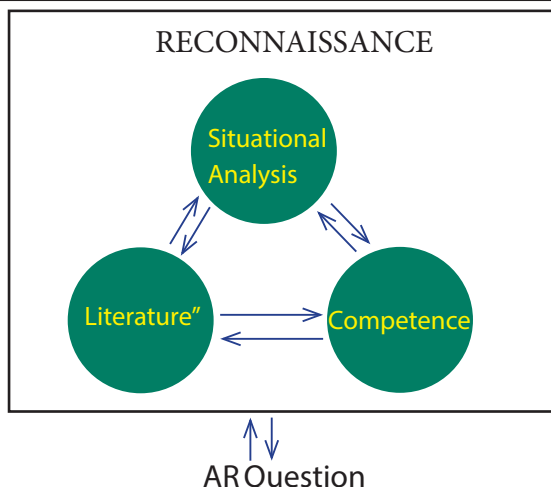 RECONNAISSANCE
Situational
Analysis
Literature”
Competence
AR Question